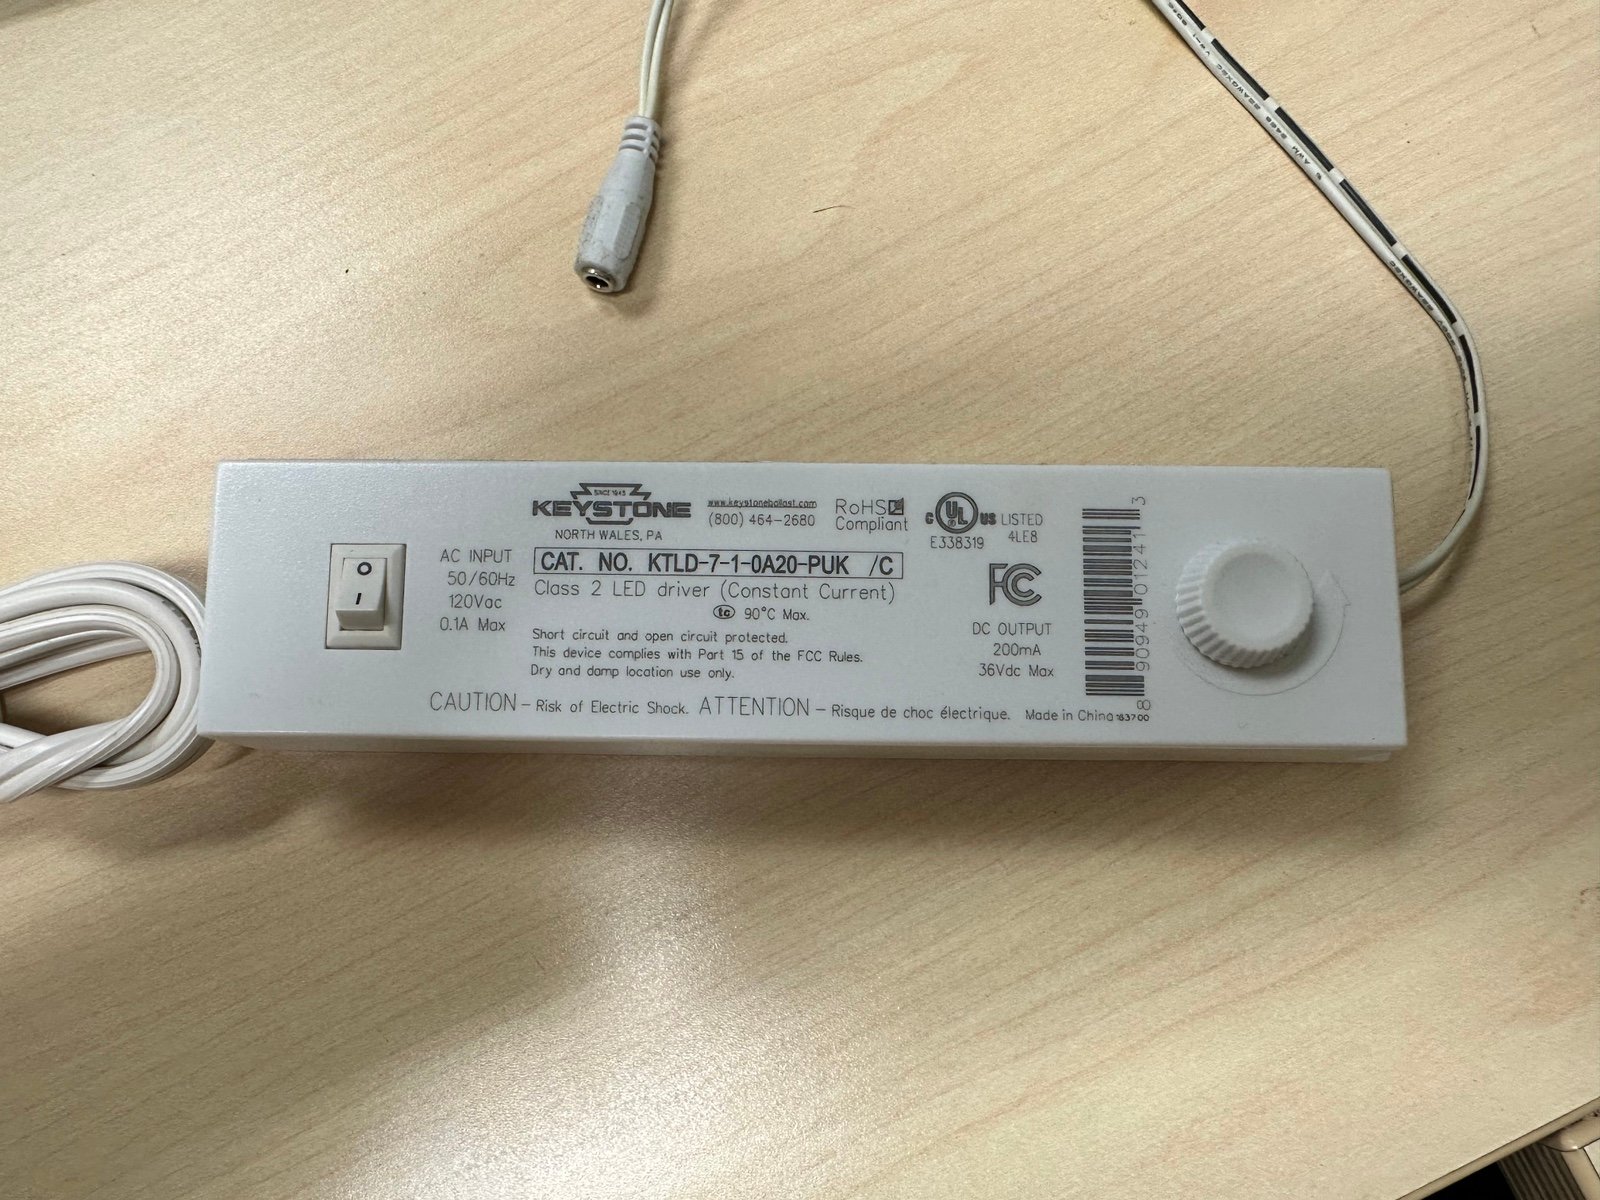 SINCE 1945
KEYSTONE
NORTH WALES, PA
www.keystoneballast.com
(800) 464-2680
RoHS
Compliant
c UL us LISTED
E338319 4LE8
O
I
AC INPUT
50/60Hz
120Vac
0.1A Max
CAT. NO. KTLD-7-1-0A20-PUK /C
Class 2 LED driver (Constant Current)
tc 90°C Max.
Short circuit and open circuit protected.
This device complies with Part 15 of the FCC Rules.
Dry and damp location use only.
FC
DC OUTPUT
200mA
36Vdc Max
CAUTION - Risk of Electric Shock. ATTENTION - Risque de choc électrique. Made in China 183700
8 90949 01241 3
AWM